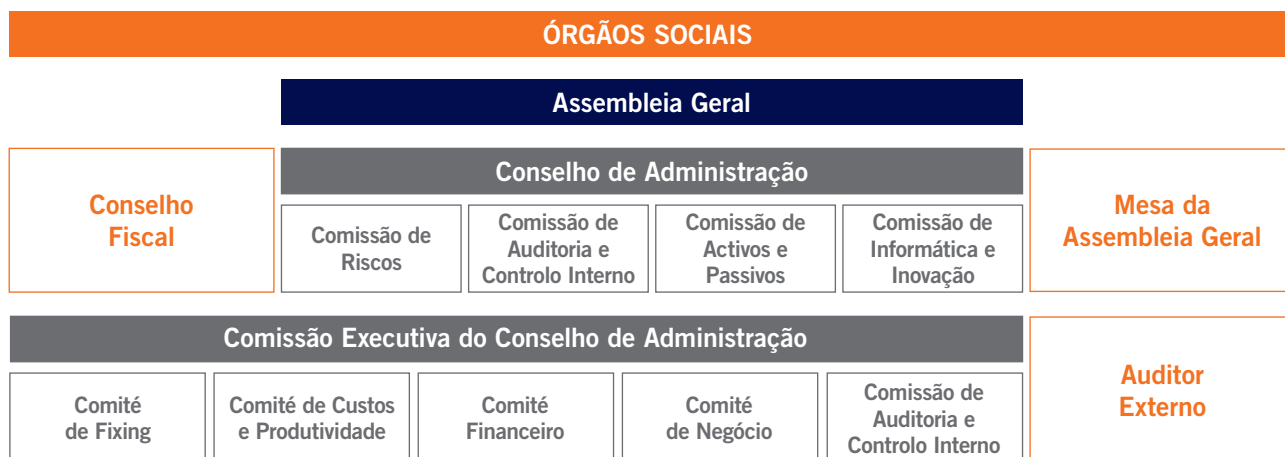 ÓRGÃOS SOCIAIS
Assembleia Geral
Conselho
Fiscal
Conselho de Administração
Comissão de
Riscos
Comissão de
Auditoria e
Controlo Interno
Comissão de
Activos e
Passivos
Comissão de
Informática e
Inovação
Mesa da
Assembleia Geral
Comissão Executiva do Conselho de Administração
Comité
de Fixing
Comité de Custos
e Produtividade
Comité
Financeiro
Comité
de Negócio
Comissão de
Auditoria e
Controlo Interno
Auditor
Externo